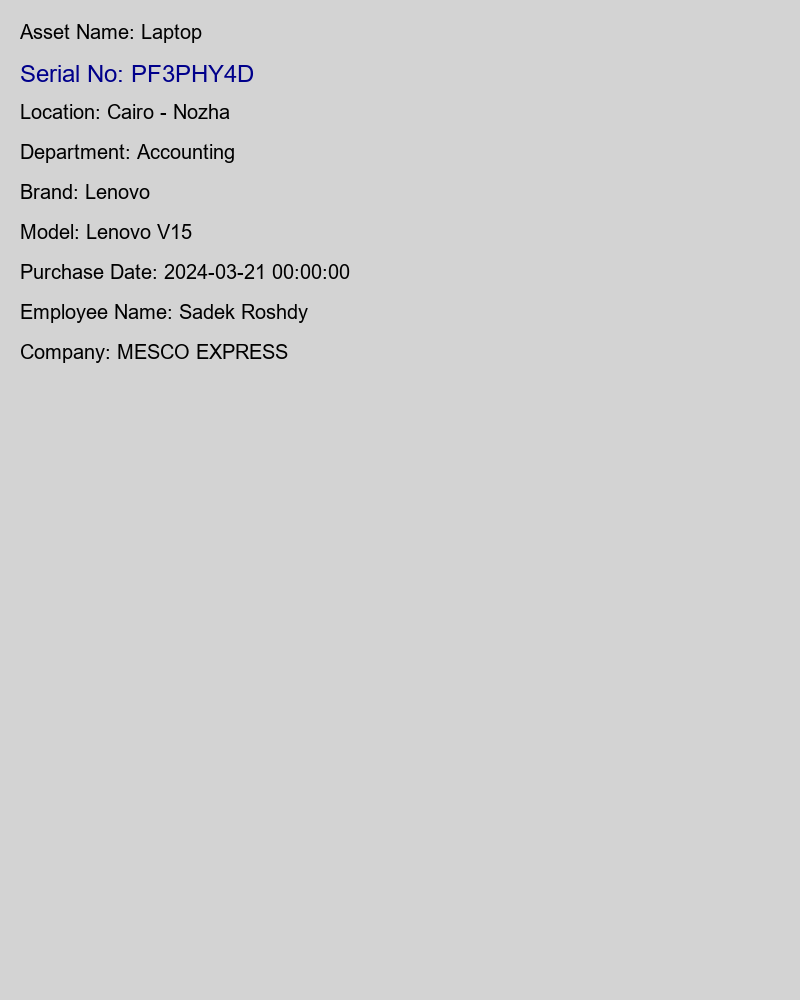 Asset Name: Laptop
Serial No: PF3PHY4D
Location: Cairo - Nozha
Department: Accounting
Brand: Lenovo
Model: Lenovo V15
Purchase Date: 2024-03-21 00:00:00
Employee Name: Sadek Roshdy
Company: MESCO EXPRESS